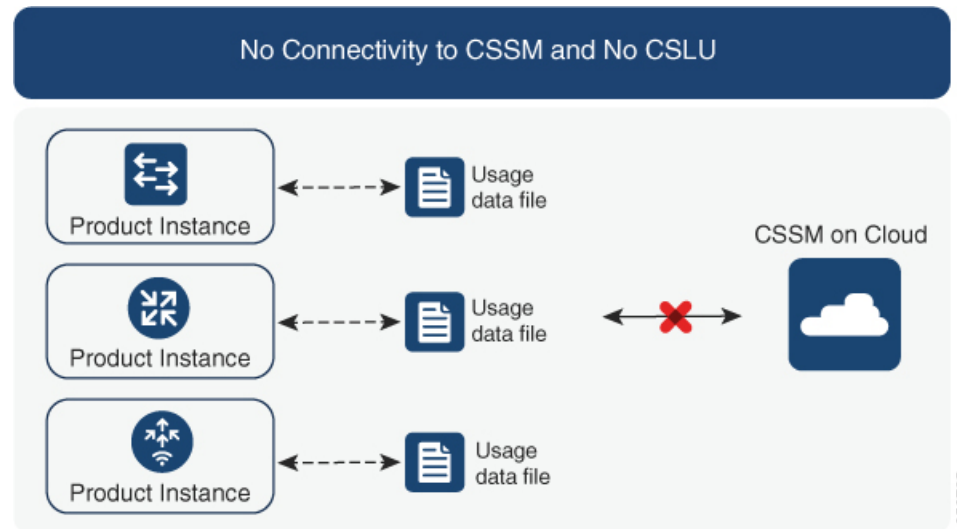 No Connectivity to CSSM and No CSLU
Product Instance
Usage
data file
Product Instance
Usage
data file
CSSM on Cloud
Product Instance
Usage
data file